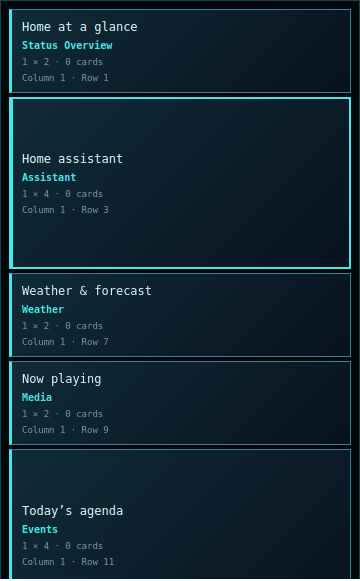 Home at a glance
Status Overview
1 × 2 · 0 cards
Column 1 · Row 1
Home assistant
Assistant
1 × 4 · 0 cards
Column 1 · Row 3
Weather & forecast
Weather
1 × 2 · 0 cards
Column 1 · Row 7
Now playing
Media
1 × 2 · 0 cards
Column 1 · Row 9
Today’s agenda
Events
1 × 4 · 0 cards
Column 1 · Row 11